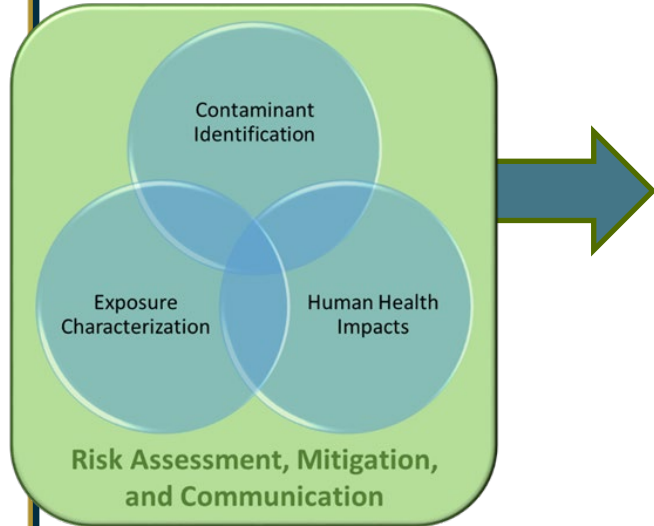 Contaminant
Identification
Exposure
Characterization
Human Health
Impacts
Risk Assessment, Mitigation,
and Communication